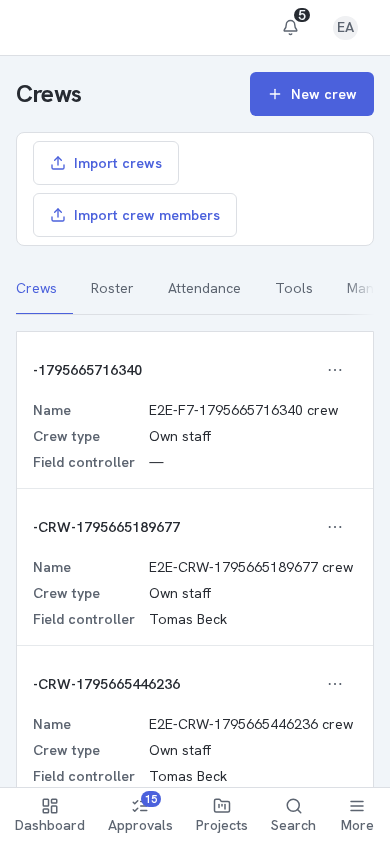 5
EA
Crews
New crew
Import crews
Import crew members
Crews Roster Attendance Tools
-1795665716340 ...
Name E2E-F7-1795665716340 crew
Crew type Own staff
Field controller —
-CRW-1795665189677 ...
Name E2E-CRW-1795665189677 crew
Crew type Own staff
Field controller Tomas Beck
-CRW-1795665446236 ...
Name E2E-CRW-1795665446236 crew
Crew type Own staff
Field controller Tomas Beck
15
Dashboard Approvals Projects Search More